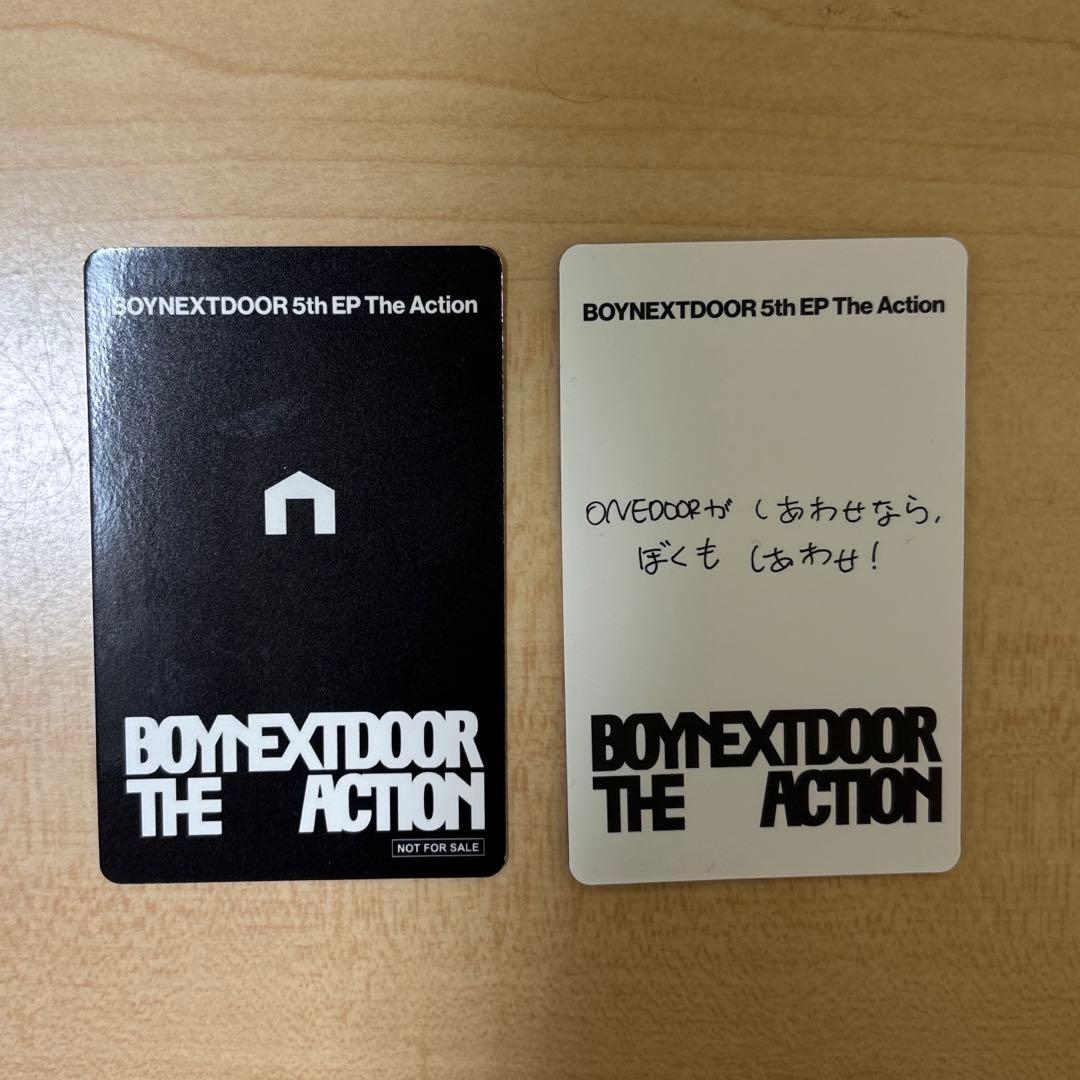 BOYNEXTDOOR 5th EP The Action
BOYNEXTDOOR
THE ACTION
NOT FOR SALE
BOYNEXTDOOR 5th EP The Action
ONEDOORが しあわせなら,
ぼくも しあわせ!
BOYNEXTDOOR
THE ACTION